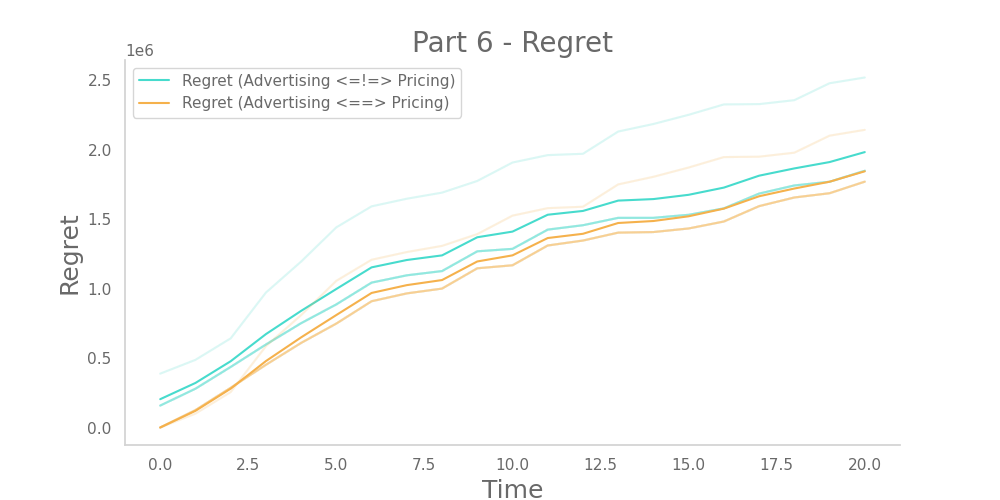 Part 6 - Regret
1e6
Regret (Advertising <=!=> Pricing)
Regret (Advertising <==> Pricing)
2.5
2.0
1.5
1.0
0.5
0.0
Regret
0.0 2.5 5.0 7.5 10.0 12.5 15.0 17.5 20.0
Time